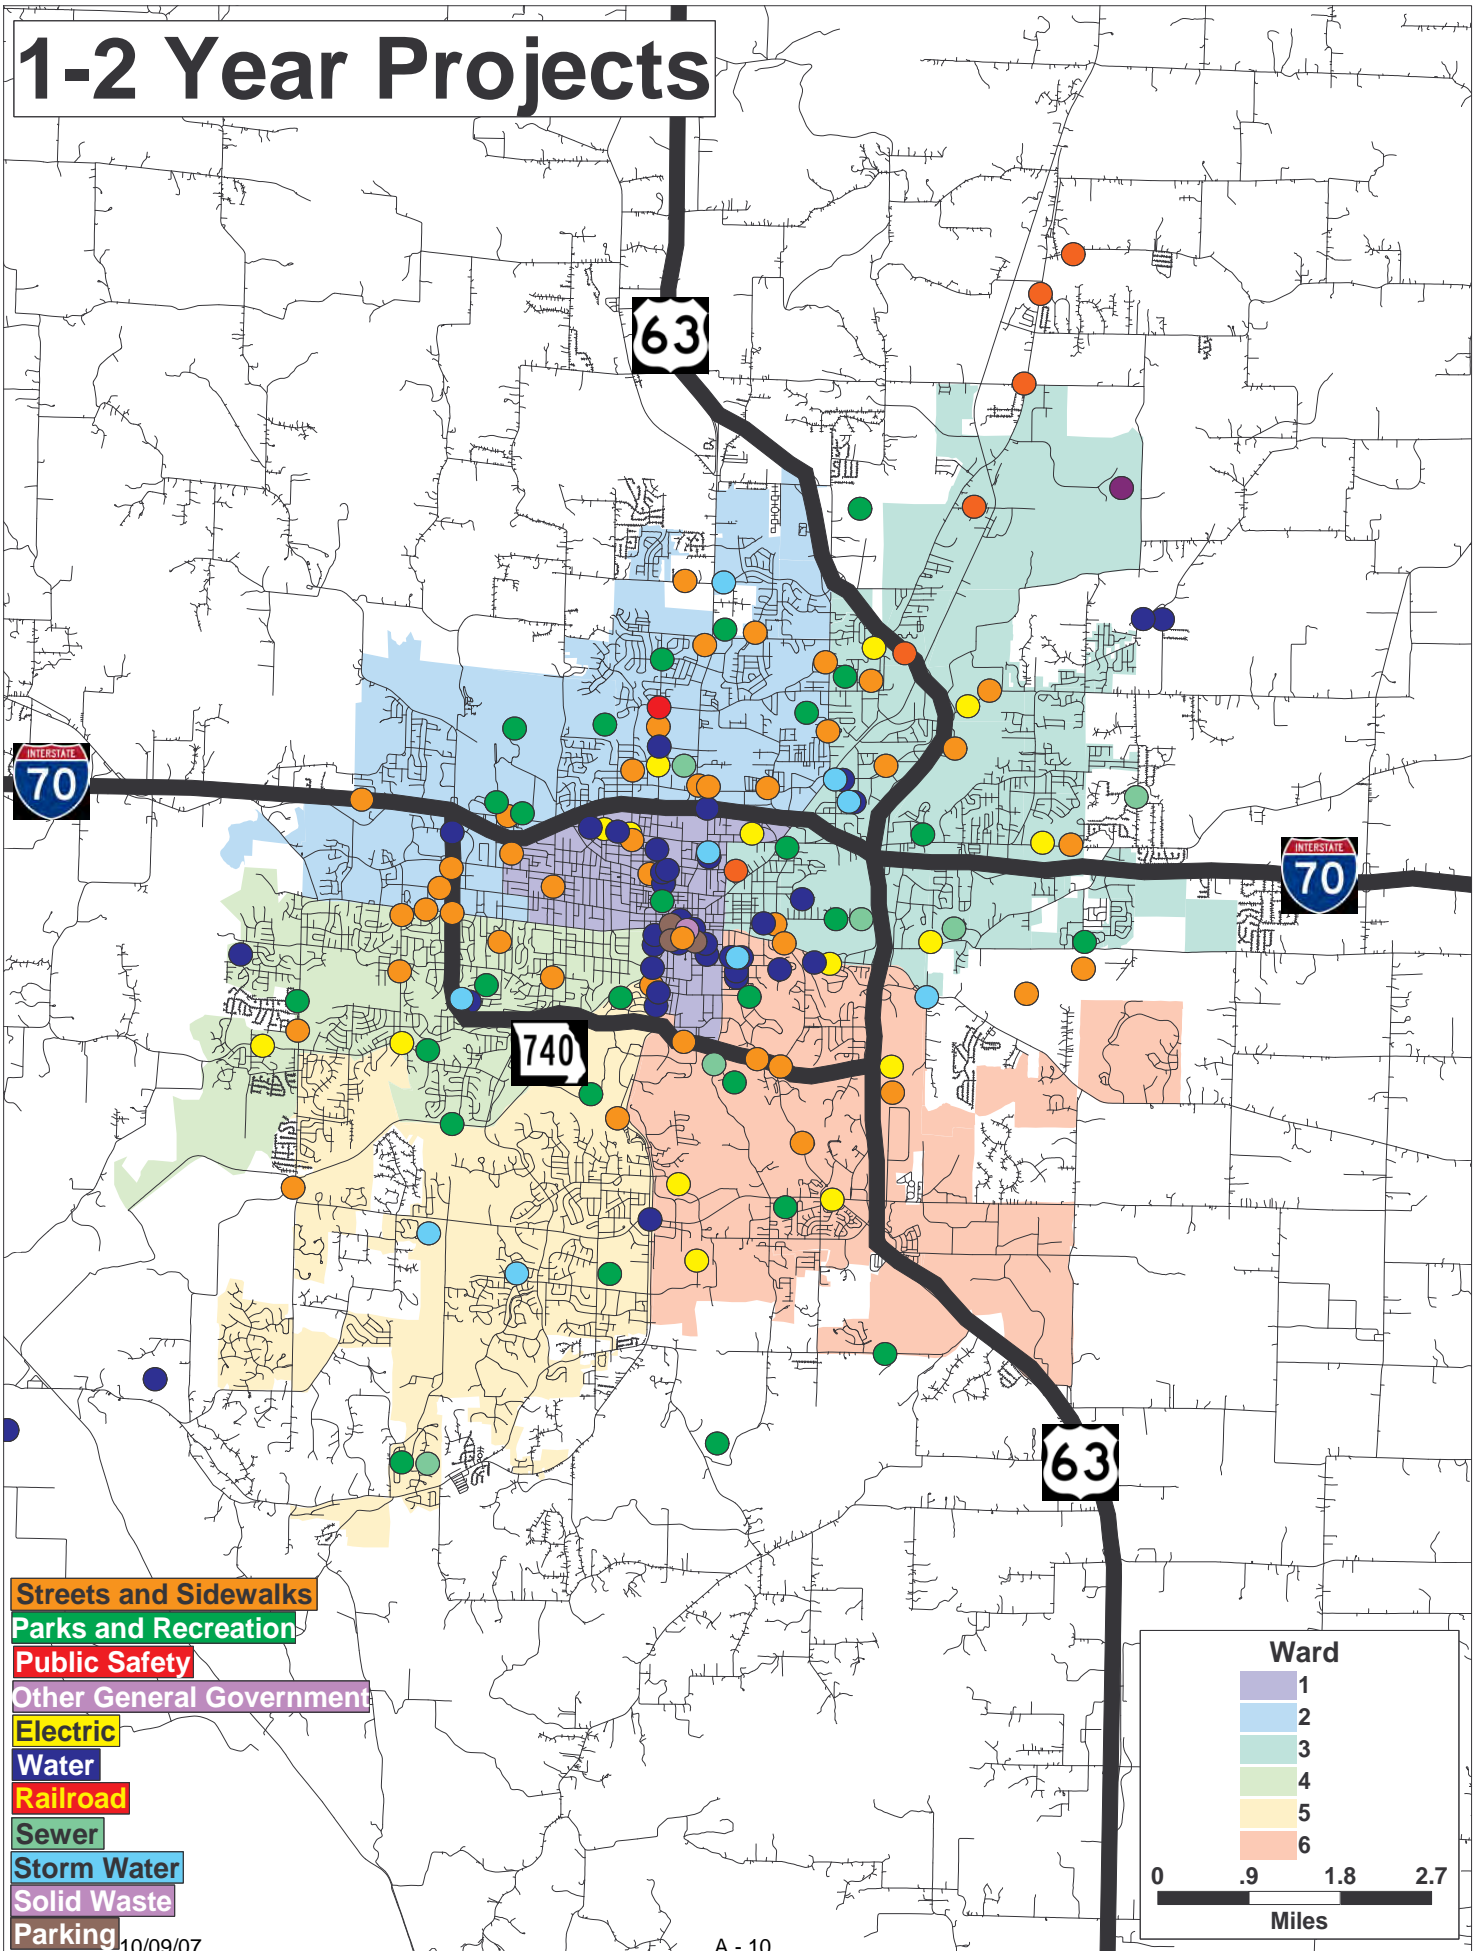 1-2 Year Projects
63
INTERSTATE
70
INTERSTATE
70
740
63
Streets and Sidewalks
Parks and Recreation
Public Safety
Other General Government
Electric
Water
Railroad
Sewer
Storm Water
Solid Waste
Parking
10/09/07
A - 10
Ward
1
2
3
4
5
6
0 .9 1.8 2.7
Miles